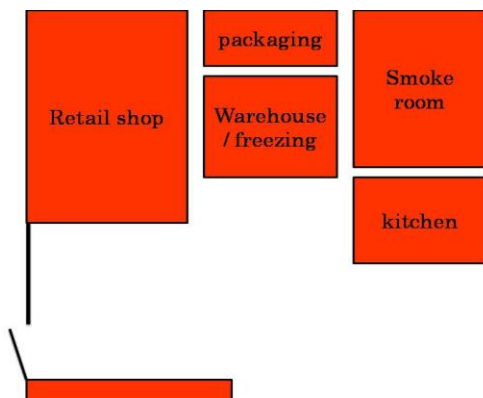 Retail shop
packaging
Warehouse
/ freezing
Smoke
room
kitchen